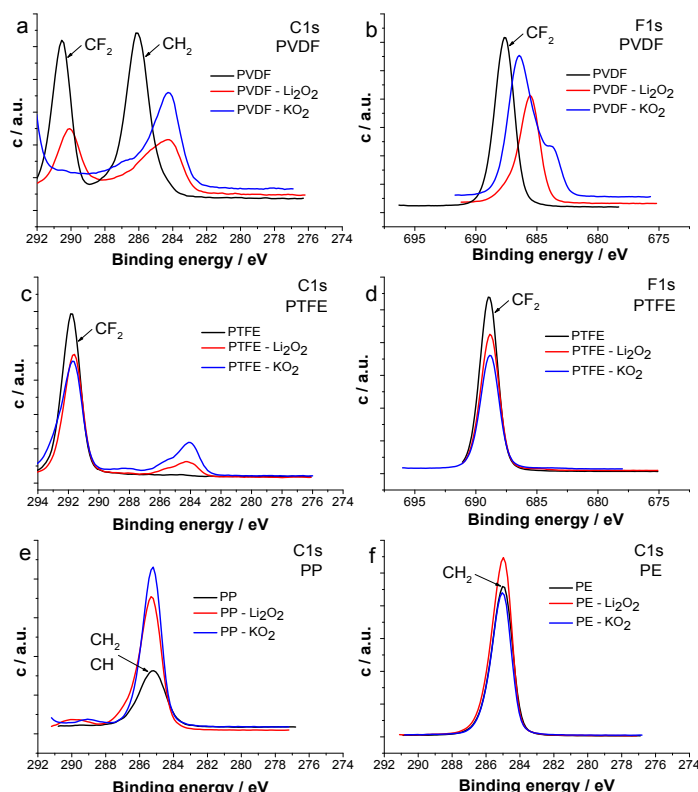 a
C1s
PVDF
CF2
CH2
PVDF
PVDF - Li2O2
PVDF - KO2
c / a.u.
292 290 288 286 284 282 280 278 276 274
Binding energy / eV
b
F1s
PVDF
CF2
PVDF
PVDF - Li2O2
PVDF - KO2
c / a.u.
695 690 685 680 675
Binding energy / eV
c
C1s
PTFE
CF2
PTFE
PTFE - Li2O2
PTFE - KO2
c / a.u.
294 292 290 288 286 284 282 280 278 276 274
Binding energy / eV
d
F1s
PTFE
CF2
PTFE
PTFE - Li2O2
PTFE - KO2
c / a.u.
695 690 685 680 675
Binding energy / eV
e
C1s
PP
PP
PP - Li2O2
PP - KO2
CH2
CH
c / a.u.
292 290 288 286 284 282 280 278 276 274
Binding energy / eV
f
C1s
PE
CH2
PE
PE - Li2O2
PE - KO2
c / a.u.
292 290 288 286 284 282 280 278 276 274
Binding energy / eV